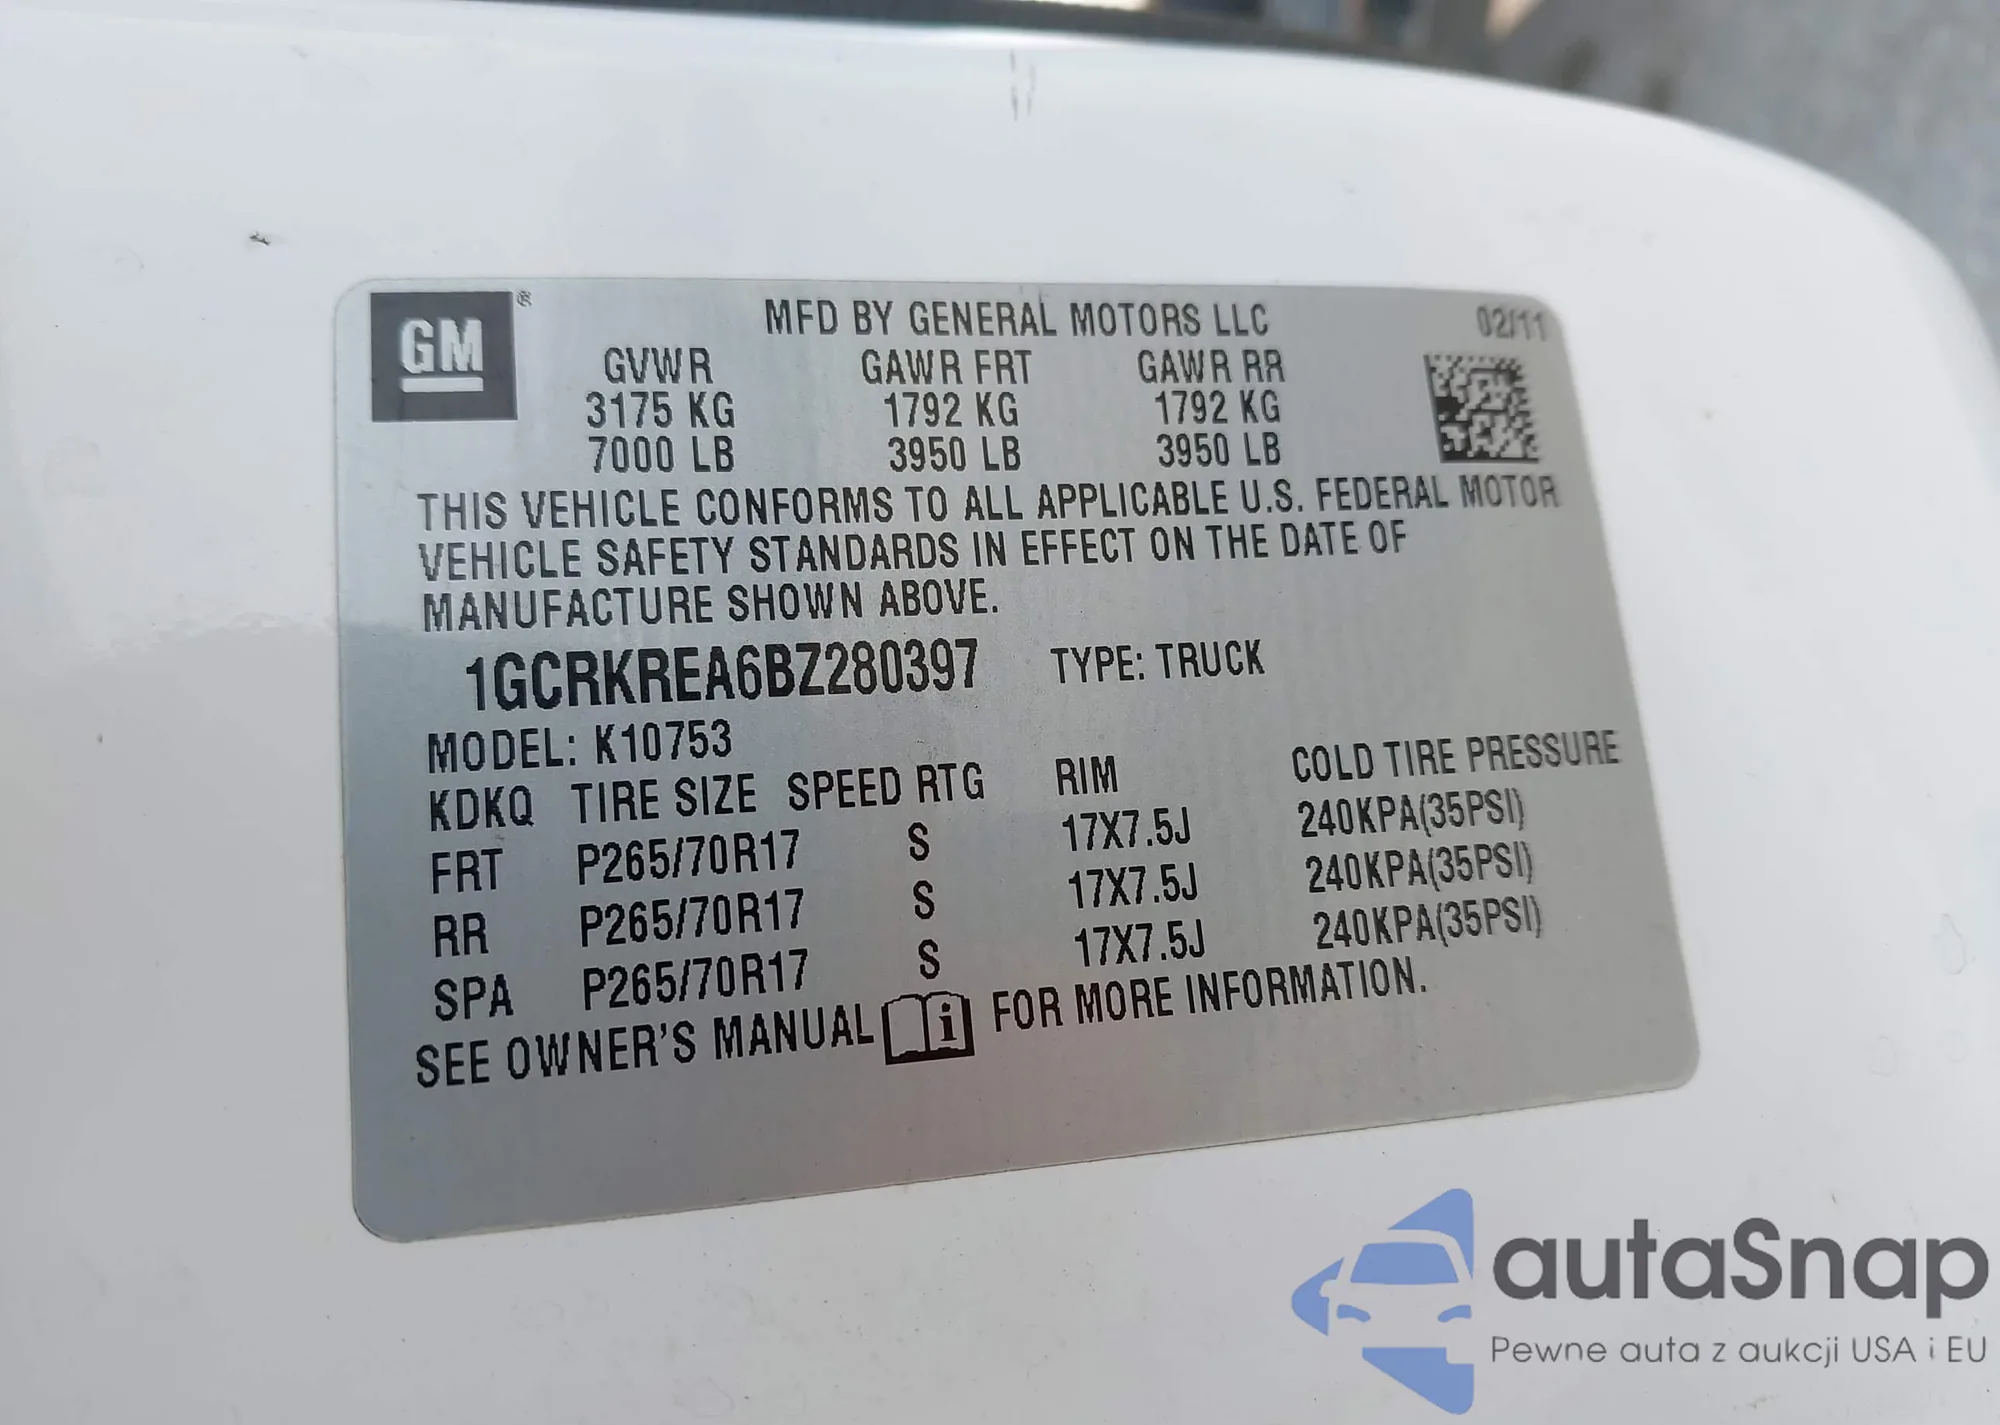 GM ®
MFD BY GENERAL MOTORS LLC 02/11
GVWR GAWR FRT GAWR RR
3175 KG 1792 KG 1792 KG
7000 LB 3950 LB 3950 LB
THIS VEHICLE CONFORMS TO ALL APPLICABLE U.S. FEDERAL MOTOR
VEHICLE SAFETY STANDARDS IN EFFECT ON THE DATE OF
MANUFACTURE SHOWN ABOVE.
1GCRKREA6BZ280397 TYPE: TRUCK
MODEL: K10753
KDKQ TIRE SIZE SPEED RTG RIM COLD TIRE PRESSURE
FRT P265/70R17 S 17X7.5J 240KPA(35PSI)
RR P265/70R17 S 17X7.5J 240KPA(35PSI)
SPA P265/70R17 S 17X7.5J 240KPA(35PSI)
SEE OWNER'S MANUAL i FOR MORE INFORMATION.
autaSnap
Pewne auta z aukcji USA i EU